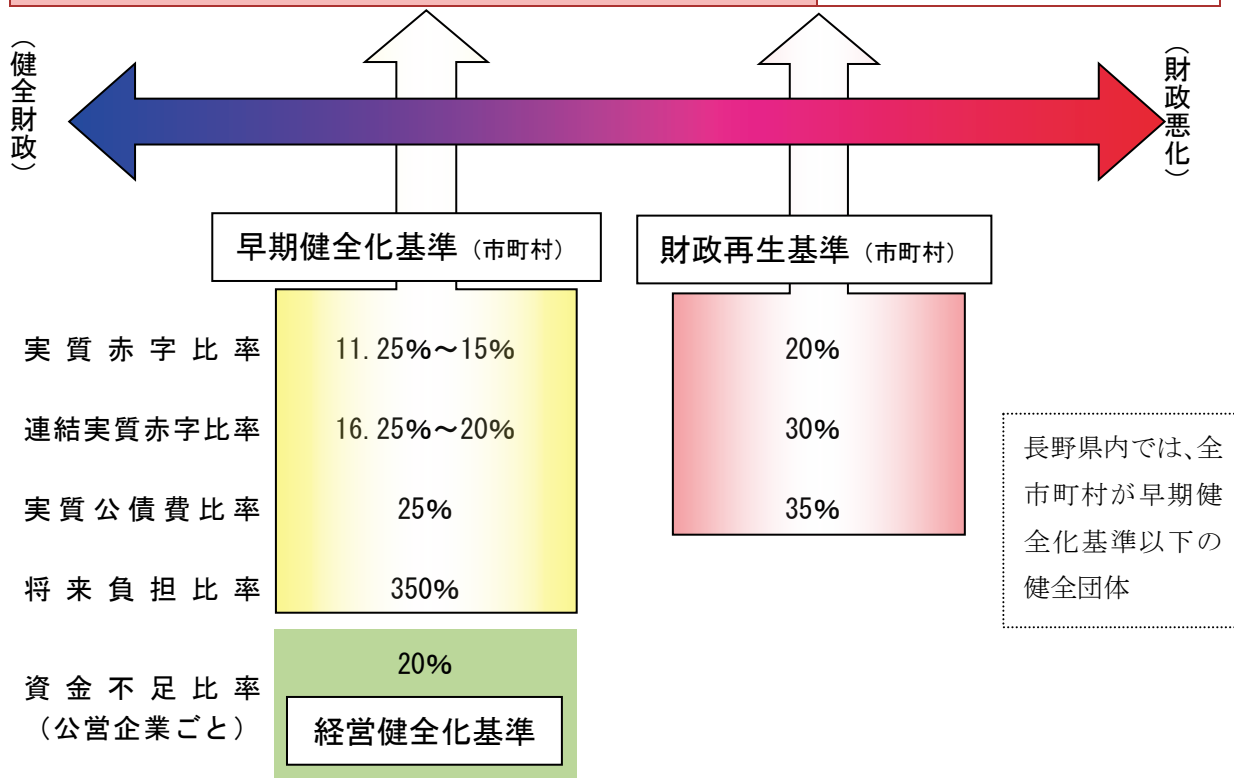 （健全財政）
（財政悪化）
早期健全化基準（市町村）
財政再生基準（市町村）
実質赤字比率 11.25%～15% 20%
連結実質赤字比率 16.25%～20% 30%
実質公債費比率 25% 35%
将来負担比率 350%
長野県内では、全
市町村が早期健
全化基準以下の
健全団体
資金不足比率
（公営企業ごと）
20%
経営健全化基準